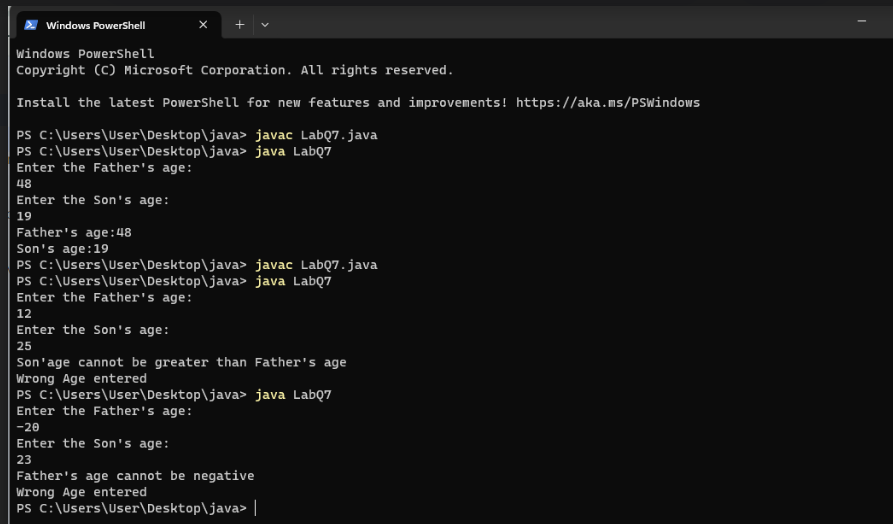 Windows PowerShell
Windows PowerShell
Copyright (C) Microsoft Corporation. All rights reserved.
Install the latest PowerShell for new features and improvements! https://aka.ms/PSWindows
PS C:\Users\User\Desktop\java> javac LabQ7.java
PS C:\Users\User\Desktop\java> java LabQ7
Enter the Father's age:
48
Enter the Son's age:
19
Father's age:48
Son's age:19
PS C:\Users\User\Desktop\java> javac LabQ7.java
PS C:\Users\User\Desktop\java> java LabQ7
Enter the Father's age:
12
Enter the Son's age:
25
Son'age cannot be greater than Father's age
Wrong Age entered
PS C:\Users\User\Desktop\java> java LabQ7
Enter the Father's age:
-20
Enter the Son's age:
23
Father's age cannot be negative
Wrong Age entered
PS C:\Users\User\Desktop\java>